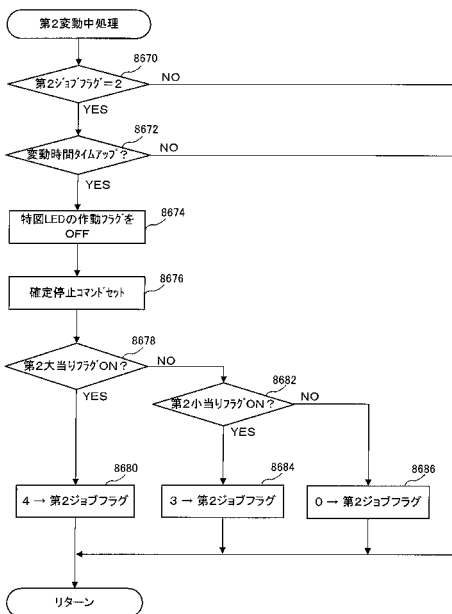 第2変動中処理
8670
第2ジョブフラグ=2
NO
YES
8672
変動時間タイムアップ?
NO
YES
8674
特図LEDの作動フラグを
OFF
8676
確定停止コマンドセット
8678
第2大当りフラグON?
NO
YES
8682
第2小当りフラグON?
NO
YES
8680
4 → 第2ジョブフラグ
8684
3 → 第2ジョブフラグ
8686
0 → 第2ジョブフラグ
リターン